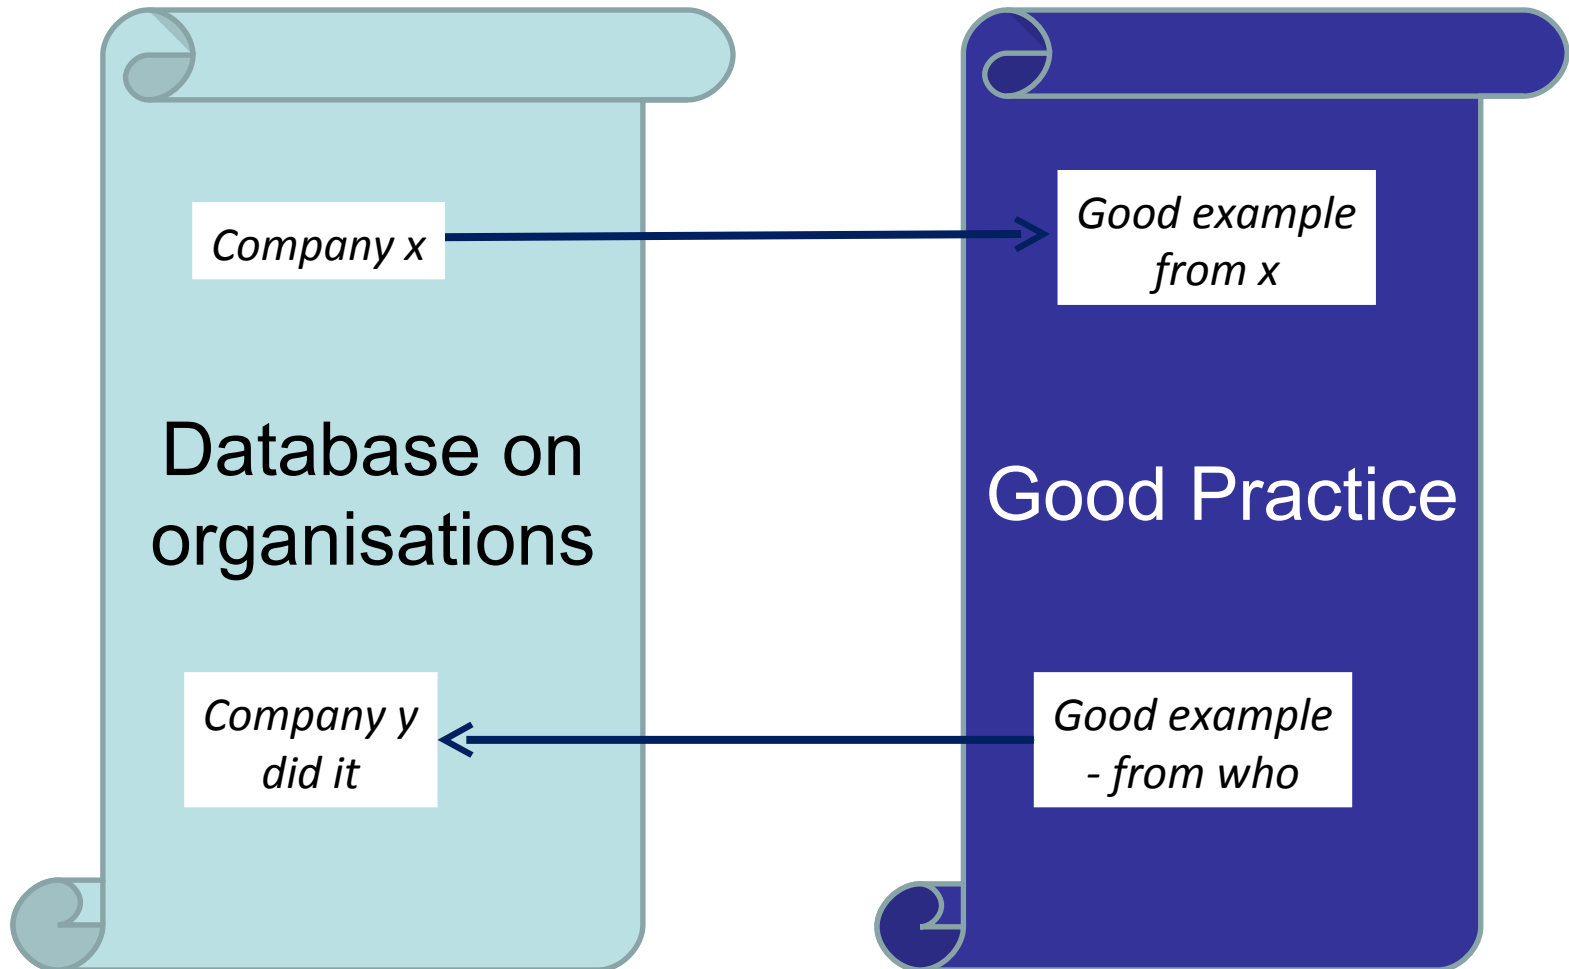 Company x
Good example
from x
Database on
organisations
Good Practice
Company y
did it
Good example
- from who